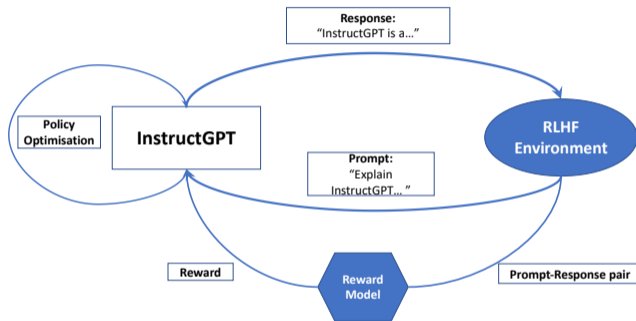 Response:
“InstructGPT is a...”
Policy
Optimisation
InstructGPT
RLHF
Environment
Prompt:
“Explain
InstructGPT... ”
Reward
Reward
Model
Prompt-Response pair